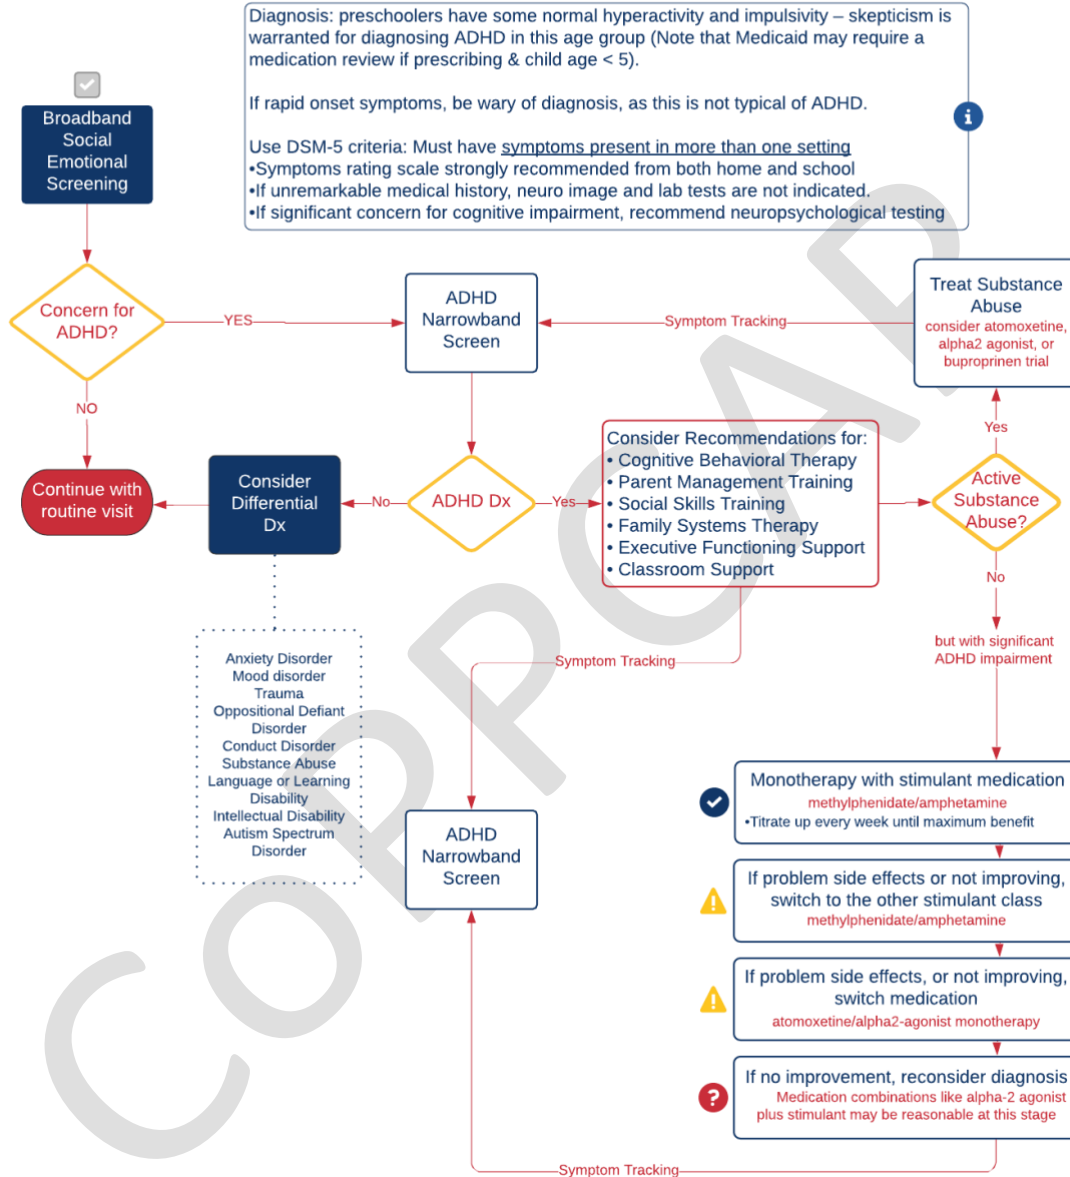 Diagnosis: preschoolers have some normal hyperactivity and impulsivity – skepticism is
warranted for diagnosing ADHD in this age group (Note that Medicaid may require a
medication review if prescribing & child age < 5).
If rapid onset symptoms, be wary of diagnosis, as this is not typical of ADHD.
Use DSM-5 criteria: Must have symptoms present in more than one setting
•Symptoms rating scale strongly recommended from both home and school
•If unremarkable medical history, neuro image and lab tests are not indicated.
•If significant concern for cognitive impairment, recommend neuropsychological testing
i
Broadband
Social
Emotional
Screening
Concern for
ADHD?
YES
NO
Continue with
routine visit
ADHD
Narrowband
Screen
Symptom Tracking
Treat Substance
Abuse
consider atomoxetine,
alpha2 agonist, or
buproprinen trial
Yes
Active
Substance
Abuse?
No
but with significant
ADHD impairment
Consider
Differential
Dx
No
ADHD Dx
Yes
Consider Recommendations for:
• Cognitive Behavioral Therapy
• Parent Management Training
• Social Skills Training
• Family Systems Therapy
• Executive Functioning Support
• Classroom Support
Symptom Tracking
Anxiety Disorder
Mood disorder
Trauma
Oppositional Defiant
Disorder
Conduct Disorder
Substance Abuse
Language or Learning
Disability
Intellectual Disability
Autism Spectrum
Disorder
ADHD
Narrowband
Screen
Monotherapy with stimulant medication
methylphenidate/amphetamine
•Titrate up every week until maximum benefit
!
If problem side effects or not improving,
switch to the other stimulant class
methylphenidate/amphetamine
!
If problem side effects, or not improving,
switch medication
atomoxetine/alpha2-agonist monotherapy
?
If no improvement, reconsider diagnosis
Medication combinations like alpha-2 agonist
plus stimulant may be reasonable at this stage
Symptom Tracking
CoPPCAP